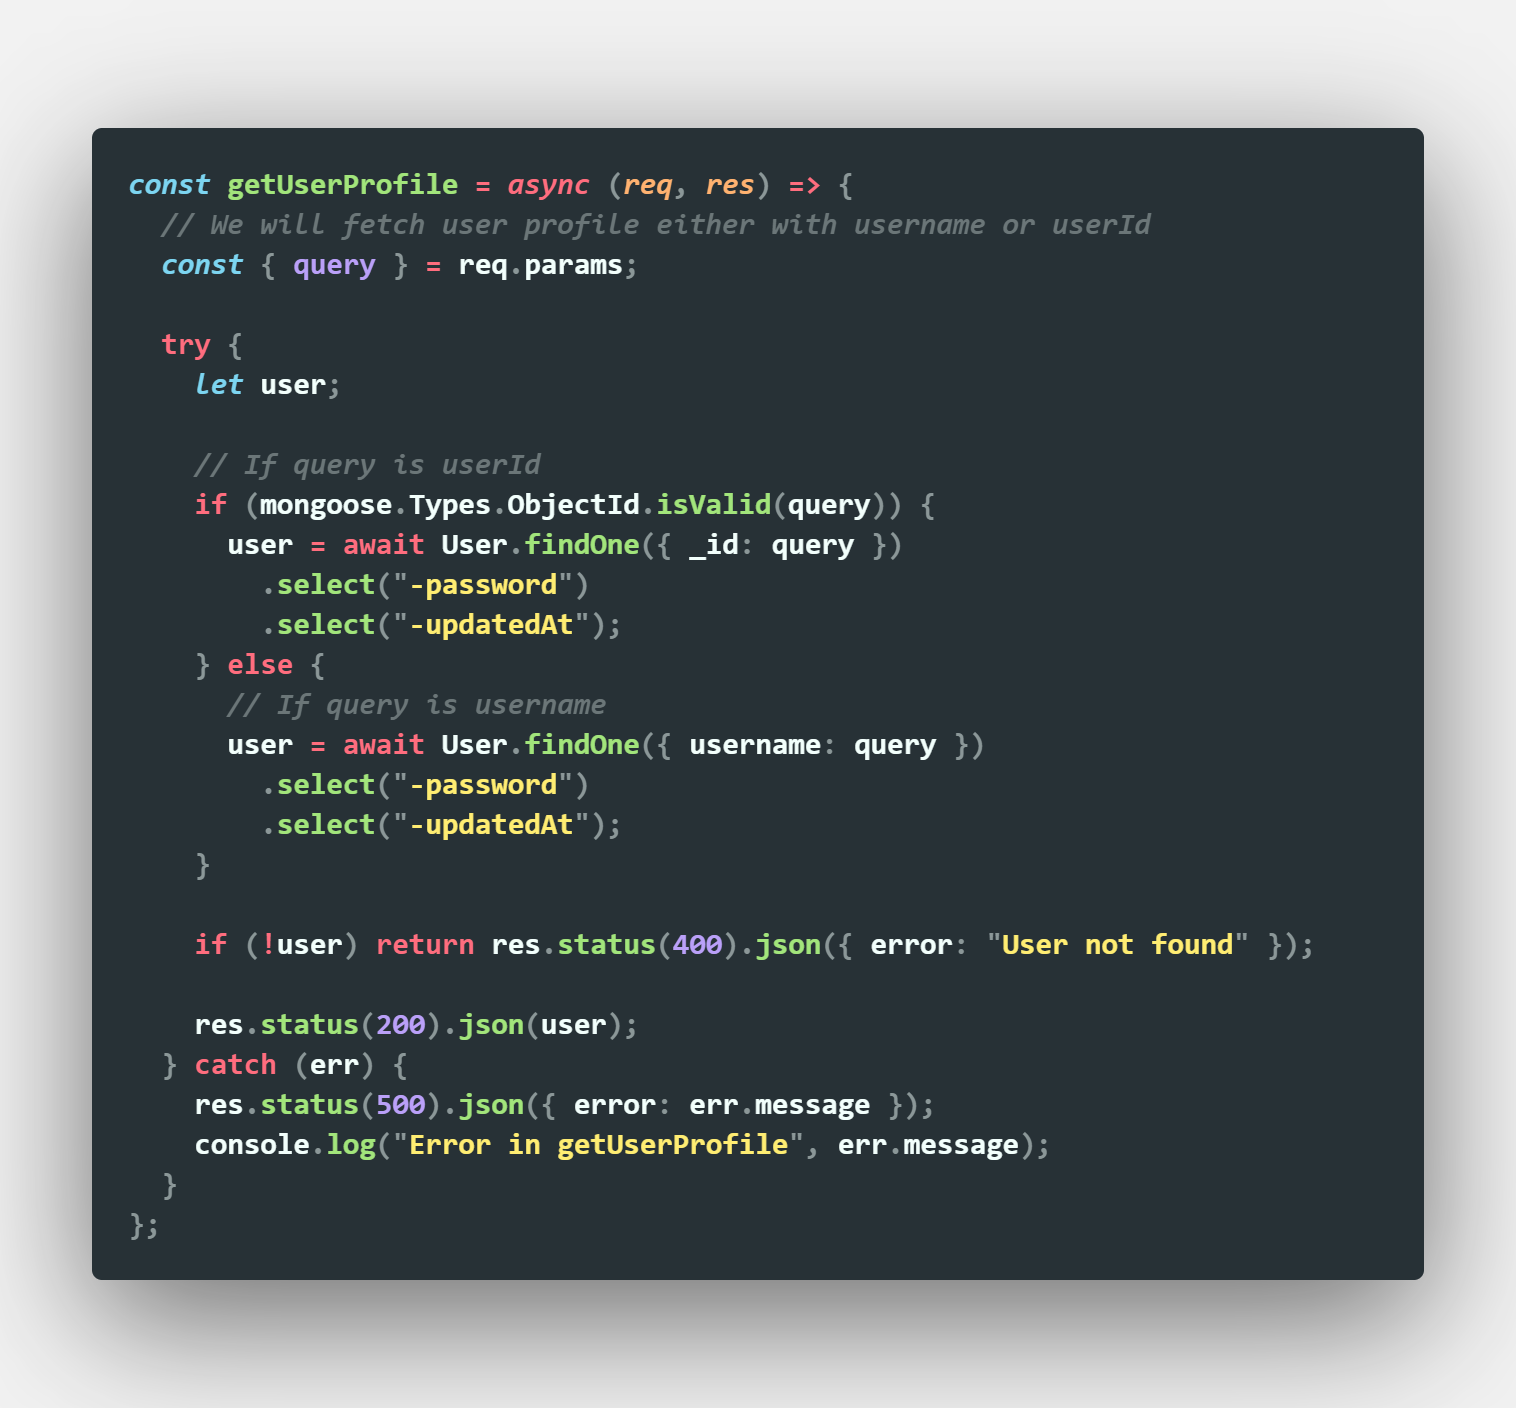 const getUserProfile = async (req, res) => {
  // We will fetch user profile either with username or userId
  const { query } = req.params;

  try {
    let user;

    // If query is userId
    if (mongoose.Types.ObjectId.isValid(query)) {
      user = await User.findOne({ _id: query })
        .select("-password")
        .select("-updatedAt");
    } else {
      // If query is username
      user = await User.findOne({ username: query })
        .select("-password")
        .select("-updatedAt");
    }

    if (!user) return res.status(400).json({ error: "User not found" });

    res.status(200).json(user);
  } catch (err) {
    res.status(500).json({ error: err.message });
    console.log("Error in getUserProfile", err.message);
  }
};